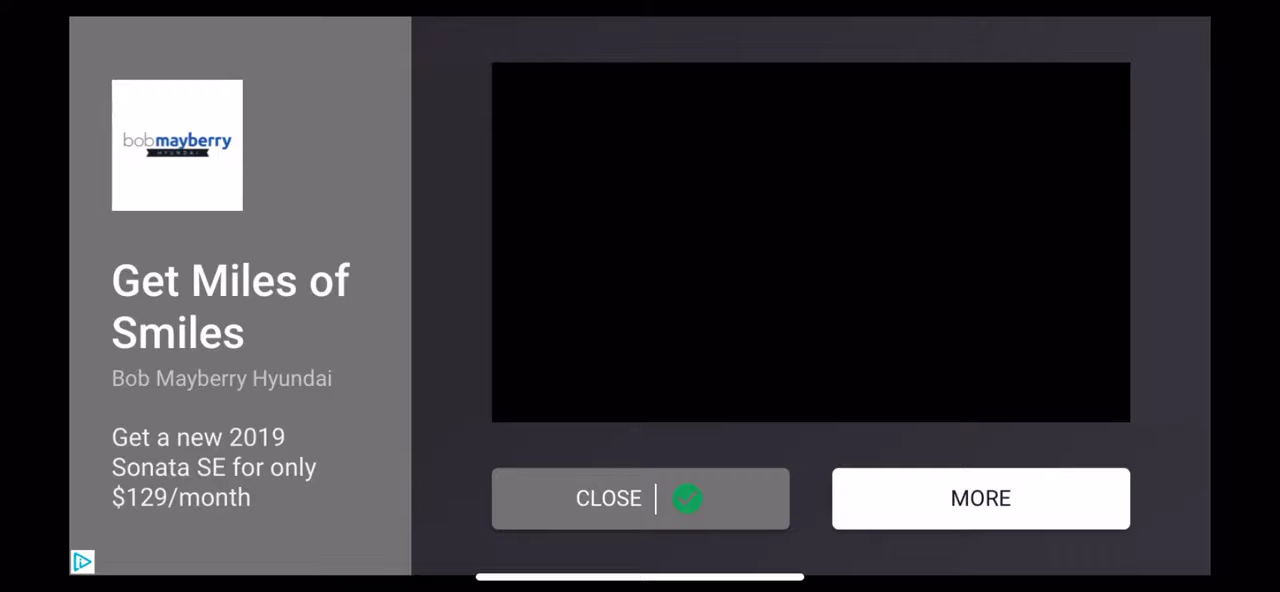 bobmayberry
HYUNDAI
Get Miles of
Smiles
Bob Mayberry Hyundai
Get a new 2019
Sonata SE for only
$129/month
CLOSE
MORE